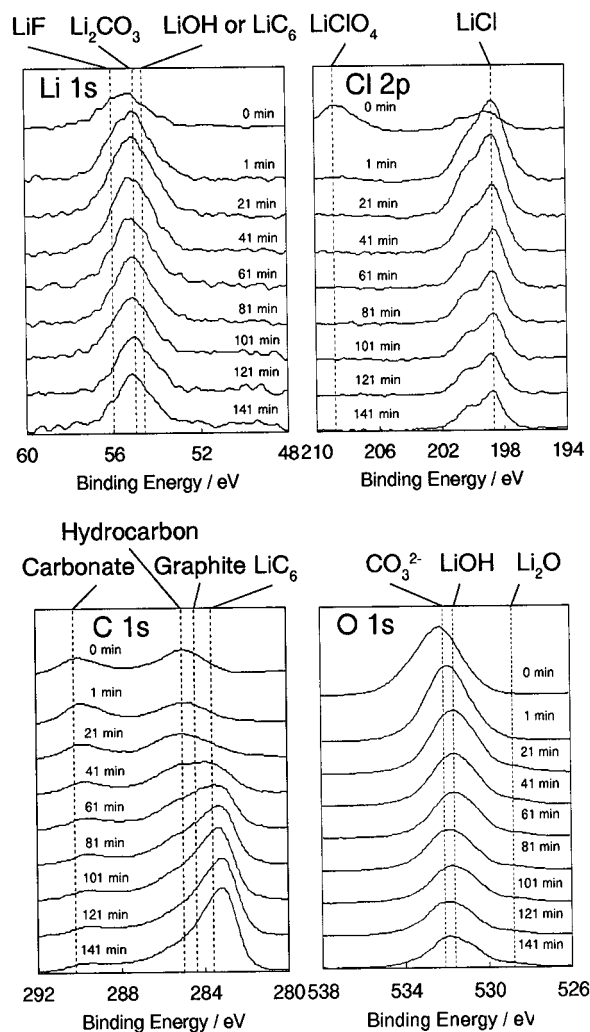 LiF Li₂CO₃ LiOH or LiC₆
Li 1s
0 min
1 min
21 min
41 min
61 min
81 min
101 min
121 min
141 min
60 56 52 48
Binding Energy / eV
LiClO₄ LiCl
Cl 2p
0 min
1 min
21 min
41 min
61 min
81 min
101 min
121 min
141 min
210 206 202 198 194
Binding Energy / eV
Hydrocarbon
Carbonate Graphite LiC₆
C 1s
0 min
1 min
21 min
41 min
61 min
81 min
101 min
121 min
141 min
292 288 284 280
Binding Energy / eV
CO₃²⁻ LiOH Li₂O
O 1s
0 min
1 min
21 min
41 min
61 min
81 min
101 min
121 min
141 min
538 534 530 526
Binding Energy / eV